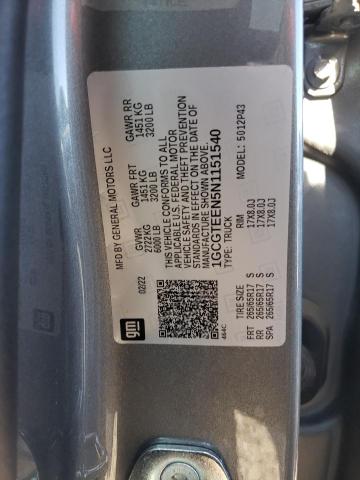 MFD BY GENERAL MOTORS LLC
02/22
GVWR
2722KG
6000 LB
GAWR FRT
1451 KG
3200 LB
GAWR RR
1451 KG
3200 LB
THIS VEHICLE CONFORMS TO ALL
APPLICABLE U.S. FEDERAL MOTOR
VEHICLE SAFETY AND THEFT PREVENTION
STANDARDS IN EFFECT ON THE DATE OF
MANUFACTURE SHOWN ABOVE.
1GCGTEEN5N1151540
TYPE: TRUCK
MODEL: 5012P43
gm
464C
TIRE SIZE
RIM
FRT 265/65R17 S 17X8.0J
RR 265/65R17 S 17X8.0J
SPA 265/65R17 S 17X8.0J